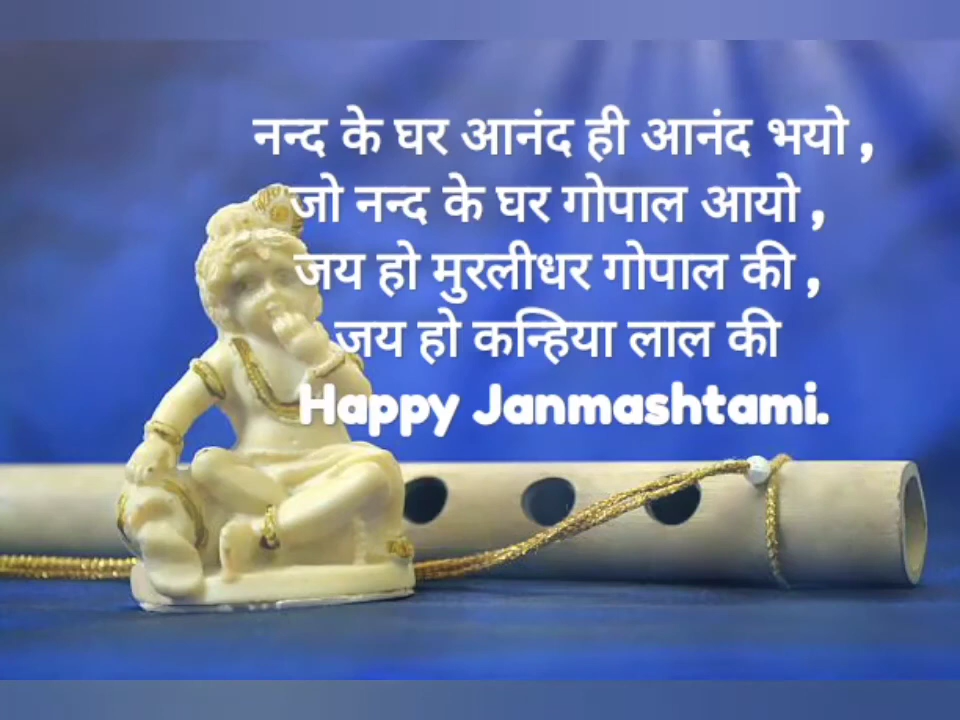 नन्द के घर आनंद ही आनंद भयो ,
जो नन्द के घर गोपाल आयो ,
जय हो मुरलीधर गोपाल की ,
जय हो कन्हिया लाल की
Happy Janmashtami.